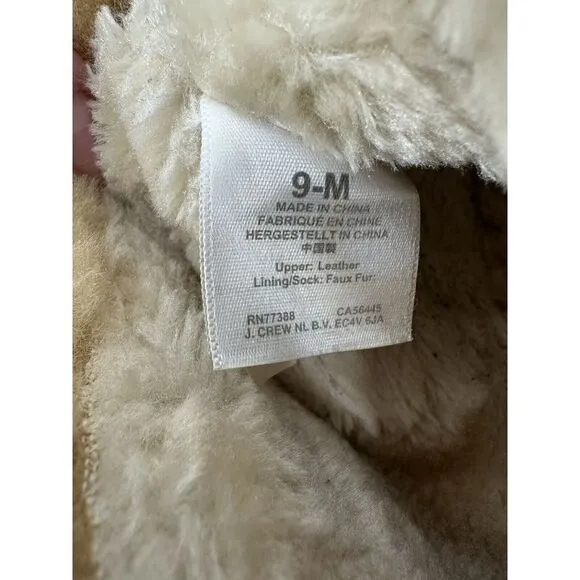 9-M
MADE IN CHINA
FABRIQUÉ EN CHINE
HERGESTELLT IN CHINA
中国製
Upper: Leather
Lining/Sock: Faux Fur:
RN77388 CA56445
J. CREW NL B.V. EC4V 6JA